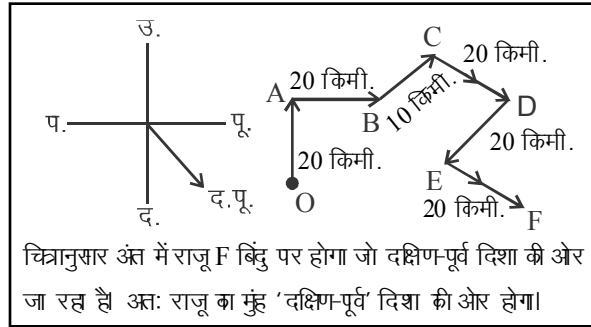 उ.
प. पू.
द. द.पू.
C
20 किमी. 20 किमी.
A B 10 किमी. D
20 किमी. 20 किमी.
O E
20 किमी. F
चित्रानुसार अंत में राजू F बिंदु पर होगा जो दक्षिण-पूर्व दिशा की ओर
जा रहा है। अतः राजू का मुंह 'दक्षिण-पूर्व' दिशा की ओर होगा।